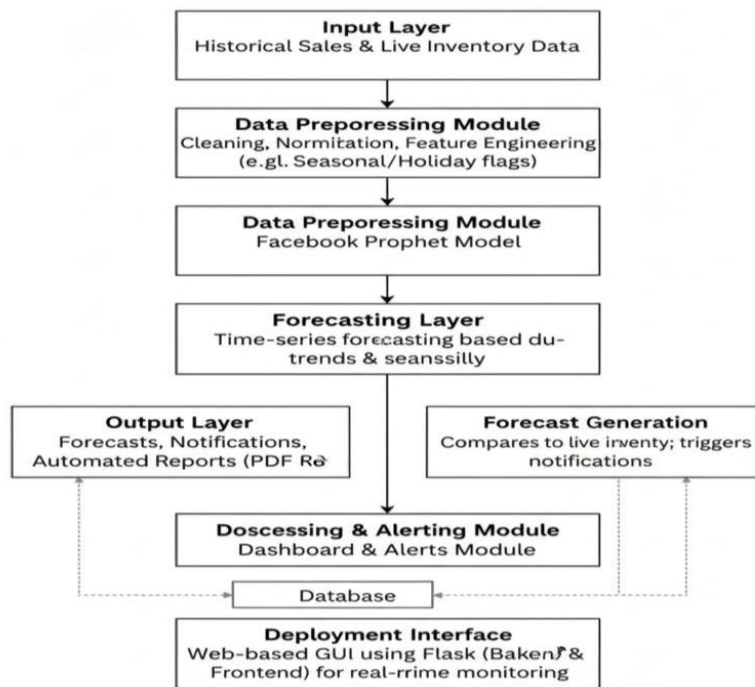 Input Layer
Historical Sales & Live Inventory Data
Data Preporessing Module
Cleaning, Normitation, Feature Engineering
(e.gl. Seasonal/Holiday flags)
Data Preporessing Module
Facebook Prophet Model
Forecasting Layer
Time-series forecasting based du-
trends & seanssilly
Output Layer
Forecasts, Notifications,
Automated Reports (PDF
Forecast Generation
Compares to live inventy; triggers
notifications
Doscessing & Alerting Module
Dashboard & Alerts Module
Database
Deployment Interface
Web-based GUI using Flask &
Frontend) for real-rrime monitoring